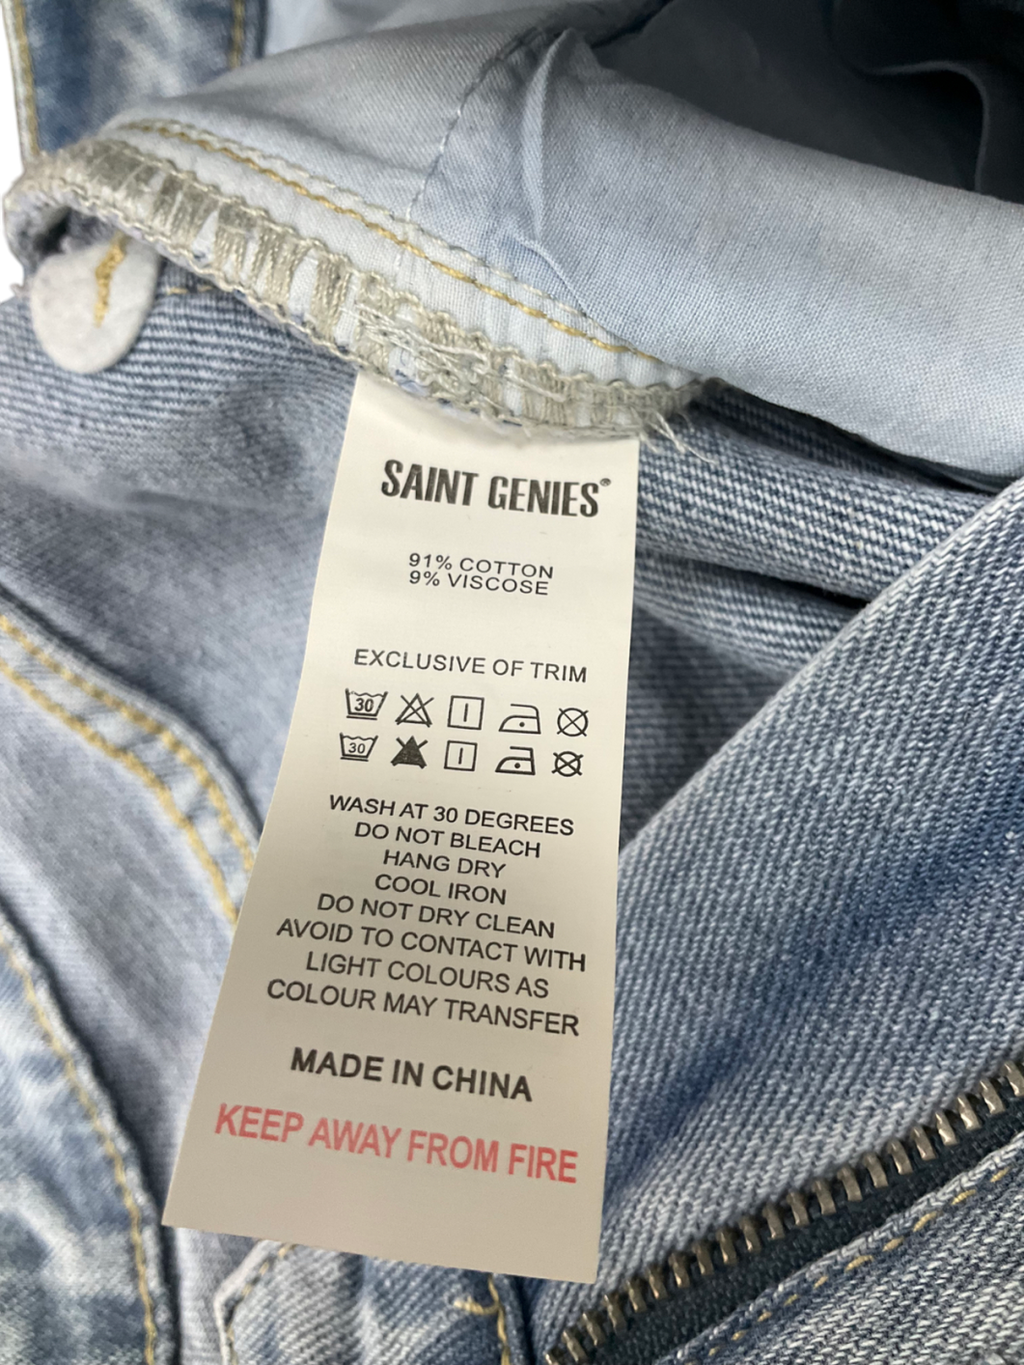 SAINT GENIES®
91% COTTON
9% VISCOSE
EXCLUSIVE OF TRIM
30
30
WASH AT 30 DEGREES
DO NOT BLEACH
HANG DRY
COOL IRON
DO NOT DRY CLEAN
AVOID TO CONTACT WITH
LIGHT COLOURS AS
COLOUR MAY TRANSFER
MADE IN CHINA
KEEP AWAY FROM FIRE